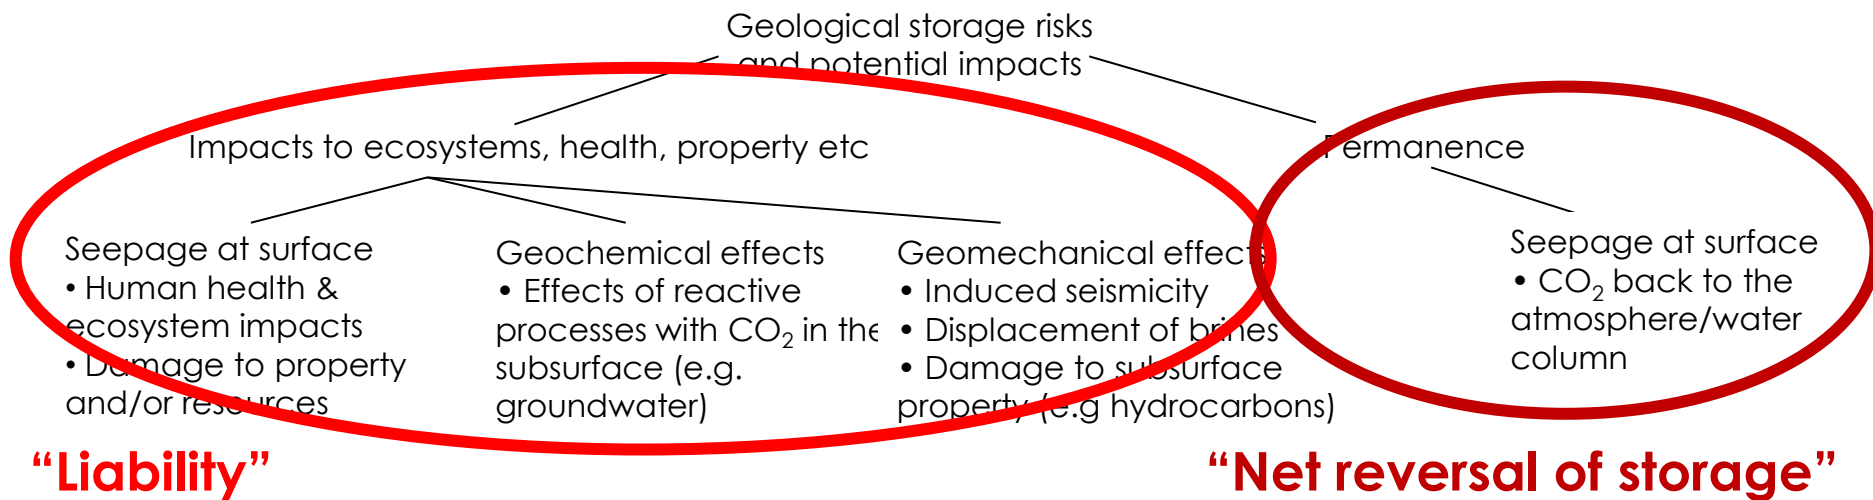 Geological storage risks
and potential impacts
Impacts to ecosystems, health, property etc
Permanence
Seepage at surface
• Human health &
ecosystem impacts
• Damage to property
and/or resources
Geochemical effects
• Effects of reactive
processes with CO₂ in the
subsurface (e.g.
groundwater)
Geomechanical effects
• Induced seismicity
• Displacement of brines
• Damage to subsurface
property (e.g hydrocarbons)
Seepage at surface
• CO₂ back to the
atmosphere/water
column
“Liability”
“Net reversal of storage”